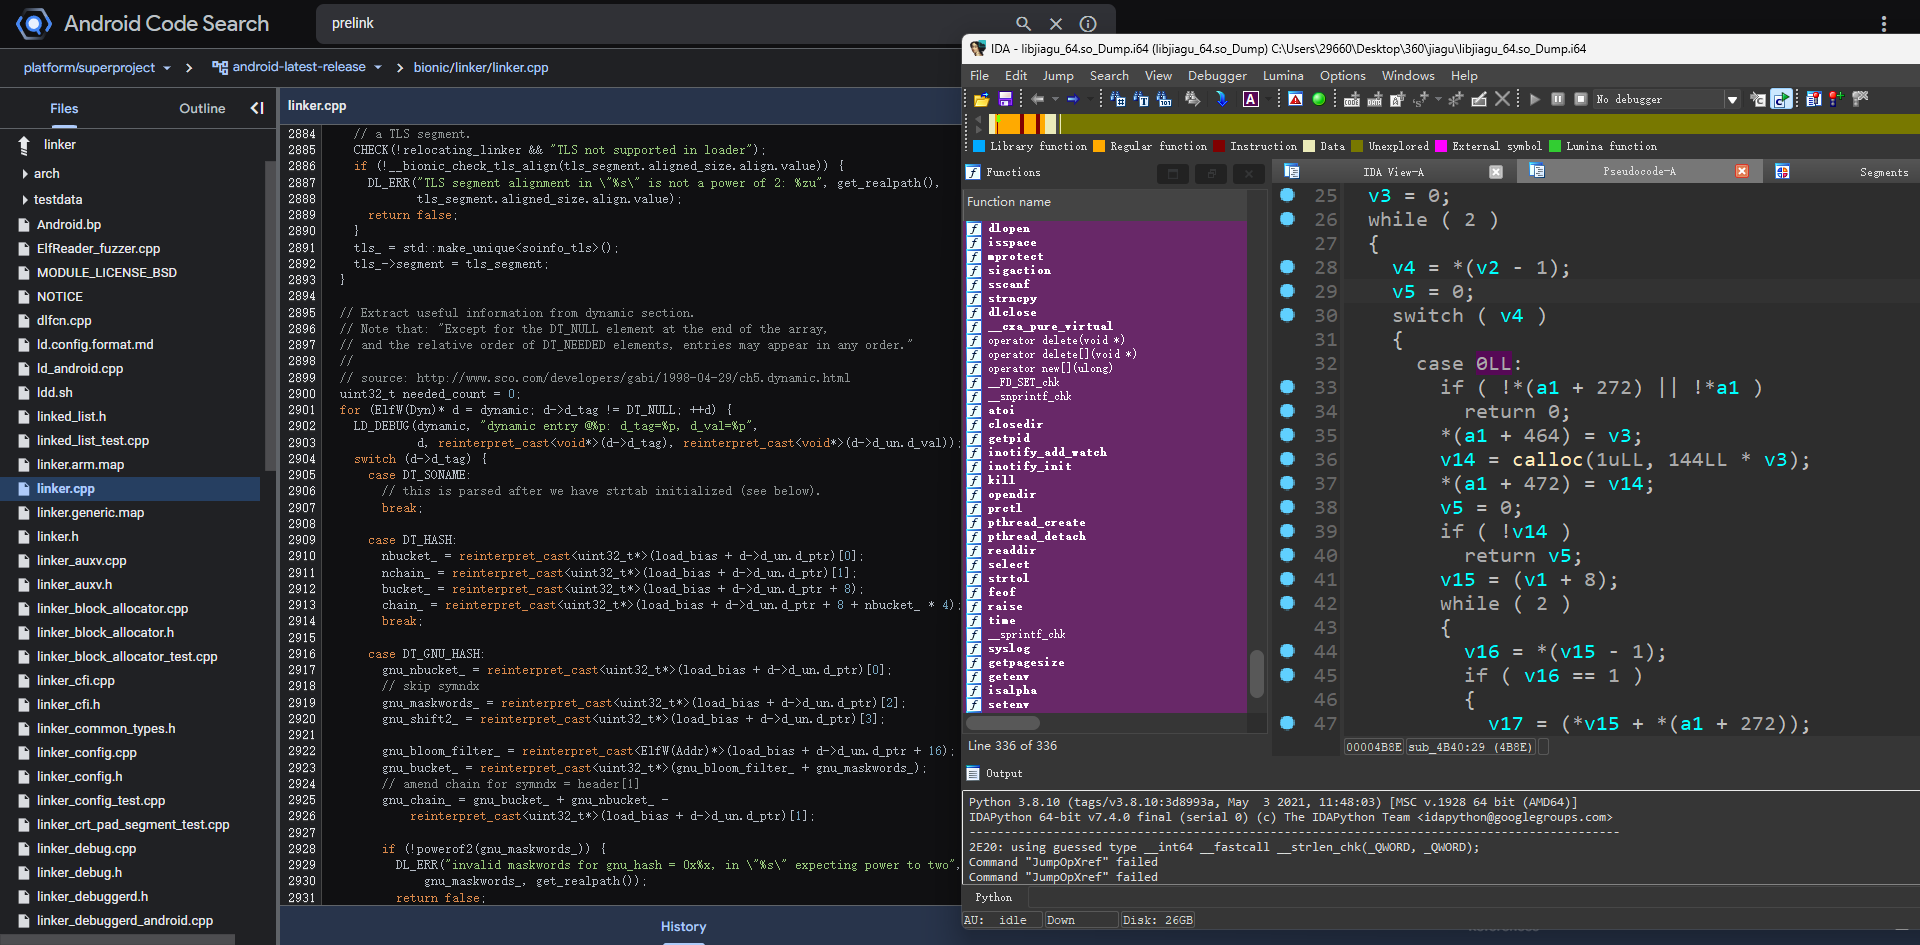 Android Code Search
prelink
platform/superproject
android-latest-release
bionic/linker/linker.cpp
Files
Outline
linker
arch
testdata
Android.bp
ElfReader_fuzzer.cpp
MODULE_LICENSE_BSD
NOTICE
dlfcn.cpp
ld.config.format.md
ld_android.cpp
ldd.sh
linked_list.h
linked_list_test.cpp
linker.arm.map
linker.cpp
linker.generic.map
linker.h
linker_auxv.cpp
linker_auxv.h
linker_block_allocator.cpp
linker_block_allocator.h
linker_block_allocator_test.cpp
linker_cfi.cpp
linker_cfi.h
linker_common_types.h
linker_config.cpp
linker_config.h
linker_config_test.cpp
linker_crt_pad_segment_test.cpp
linker_debug.cpp
linker_debug.h
linker_debuggerd.h
linker_debuggerd_android.cpp
linker.cpp
2884 // a TLS segment.
2885 CHECK(!relocating_linker && "TLS not supported in loader");
2886 if (!__bionic_check_tls_align(tls_segment.aligned_size.align.value)) {
2887 DL_ERR("TLS segment alignment in \"%s\" is not a power of 2: %zu", get_realpath(),
2888 tls_segment.aligned_size.align.value);
2889 return false;
2890 }
2891 tls_ = std::make_unique<soinfo_tls>();
2892 tls_->segment = tls_segment;
2893 }
2894
2895 // Extract useful information from dynamic section.
2896 // Note that: "Except for the DT_NULL element at the end of the array,
2897 // and the relative order of DT_NEEDED elements, entries may appear in any order."
2898 //
2899 // source: http://www.sco.com/developers/gabi/1998-04-29/ch5.dynamic.html
2900 uint32_t needed_count = 0;
2901 for (ElfW(Dyn)* d = dynamic; d->d_tag != DT_NULL; ++d) {
2902 LD_DEBUG(dynamic, "dynamic entry @%p: d_tag=%p, d_val=%p",
2903 d, reinterpret_cast<void*>(d->d_tag), reinterpret_cast<void*>(d->d_un.d_val));
2904 switch (d->d_tag) {
2905 case DT_SONAME:
2906 // this is parsed after we have strtab initialized (see below).
2907 break;
2908
2909 case DT_HASH:
2910 nbucket_ = reinterpret_cast<uint32_t*>(load_bias + d->d_un.d_ptr)[0];
2911 nchain_ = reinterpret_cast<uint32_t*>(load_bias + d->d_un.d_ptr)[1];
2912 bucket_ = reinterpret_cast<uint32_t*>(load_bias + d->d_un.d_ptr + 8);
2913 chain_ = reinterpret_cast<uint32_t*>(load_bias + d->d_un.d_ptr + 8 + nbucket_ * 4);
2914 break;
2915
2916 case DT_GNU_HASH:
2917 gnu_nbucket_ = reinterpret_cast<uint32_t*>(load_bias + d->d_un.d_ptr)[0];
2918 // skip symndx
2919 gnu_maskwords_ = reinterpret_cast<uint32_t*>(load_bias + d->d_un.d_ptr)[2];
2920 gnu_shift2_ = reinterpret_cast<uint32_t*>(load_bias + d->d_un.d_ptr)[3];
2921
2922 gnu_bloom_filter_ = reinterpret_cast<ElfW(Addr)*>(load_bias + d->d_un.d_ptr + 16);
2923 gnu_bucket_ = reinterpret_cast<uint32_t*>(gnu_bloom_filter_ + gnu_maskwords_);
2924 // amend chain for symndx = header[1]
2925 gnu_chain_ = gnu_bucket_ + gnu_nbucket_ -
2926 reinterpret_cast<uint32_t*>(load_bias + d->d_un.d_ptr)[1];
2927
2928 if (!powerof2(gnu_maskwords_)) {
2929 DL_ERR("invalid maskwords for gnu_hash = 0x%x, in \"%s\" expecting power to two",
2930 gnu_maskwords_, get_realpath());
2931 return false;
History
IDA - libjiagu_64.so_Dump.i64 (libjiagu_64.so_Dump) C:\Users\29660\Desktop\360\jiagu\libjiagu_64.so_Dump.i64
File Edit Jump Search View Debugger Lumina Options Windows Help
No debugger
Library function Regular function Instruction Data Unexplored External symbol Lumina function
Functions
Function name
dlopen
isspace
mprotect
sigaction
sscanf
strncpy
dlclose
__cxa_pure_virtual
operator delete(void *)
operator delete[](void *)
operator new[](ulong)
__FD_SET_chk
__snprintf_chk
atoi
closedir
getpid
inotify_add_watch
inotify_init
kill
opendir
prctl
pthread_create
pthread_detach
readdir
select
strtol
feof
raise
time
__sprintf_chk
syslog
getpagesize
getenv
isalpha
setenv
Line 336 of 336
IDA View-A
Pseudocode-A
Segments
25 v3 = 0;
26 while ( 2 )
27 {
28 v4 = *(v2 - 1);
29 v5 = 0;
30 switch ( v4 )
31 {
32 case 0LL:
33 if ( !*(a1 + 272) || !*a1 )
34 return 0;
35 *(a1 + 464) = v3;
36 v14 = calloc(1uLL, 144LL * v3);
37 *(a1 + 472) = v14;
38 v5 = 0;
39 if ( !v14 )
40 return v5;
41 v15 = (v1 + 8);
42 while ( 2 )
43 {
44 v16 = *(v15 - 1);
45 if ( v16 == 1 )
46 {
47 v17 = (*v15 + *(a1 + 272));
00004B8E sub_4B40:29 (4B8E)
Output
Python 3.8.10 (tags/v3.8.10:3d8993a, May  3 2021, 11:48:03) [MSC v.1928 64 bit (AMD64)]
IDAPython 64-bit v7.4.0 final (serial 0) (c) The IDAPython Team <idapython@googlegroups.com>
2E20: using guessed type __int64 __fastcall __strlen_chk(_QWORD, _QWORD);
Command "JumpOpXref" failed
Command "JumpOpXref" failed
Python
AU: idle Down Disk: 26GB